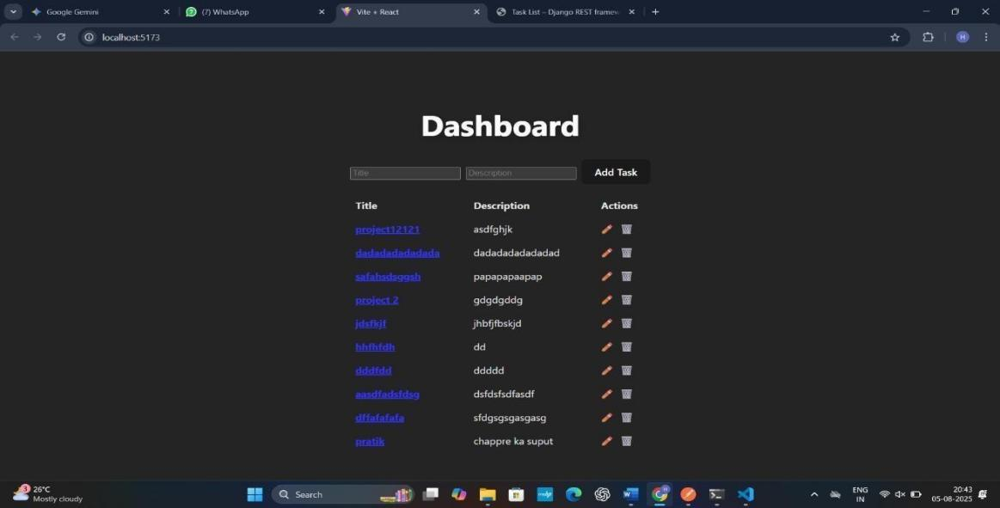 Google Gemini
(7) WhatsApp
Vite + React
Task List – Django REST framew
localhost:5173
H
Dashboard
Title Description Add Task
Title Description Actions
project12121 asdfghjk
dadadadadadada dadadadadadadad
safahsdsggsh papapapaapap
project 2 gdgdgddg
jdsfkjf jhbfjfbskjd
hhfhfdh dd
dddfdd ddddd
aasdfadsfdsg dsfdsfsdfasdf
dffafafafa sfdgsgsgasgasg
pratik chappre ka suput
3 26°C
Mostly cloudy
Search
ENG
IN
20:43
05-08-2025